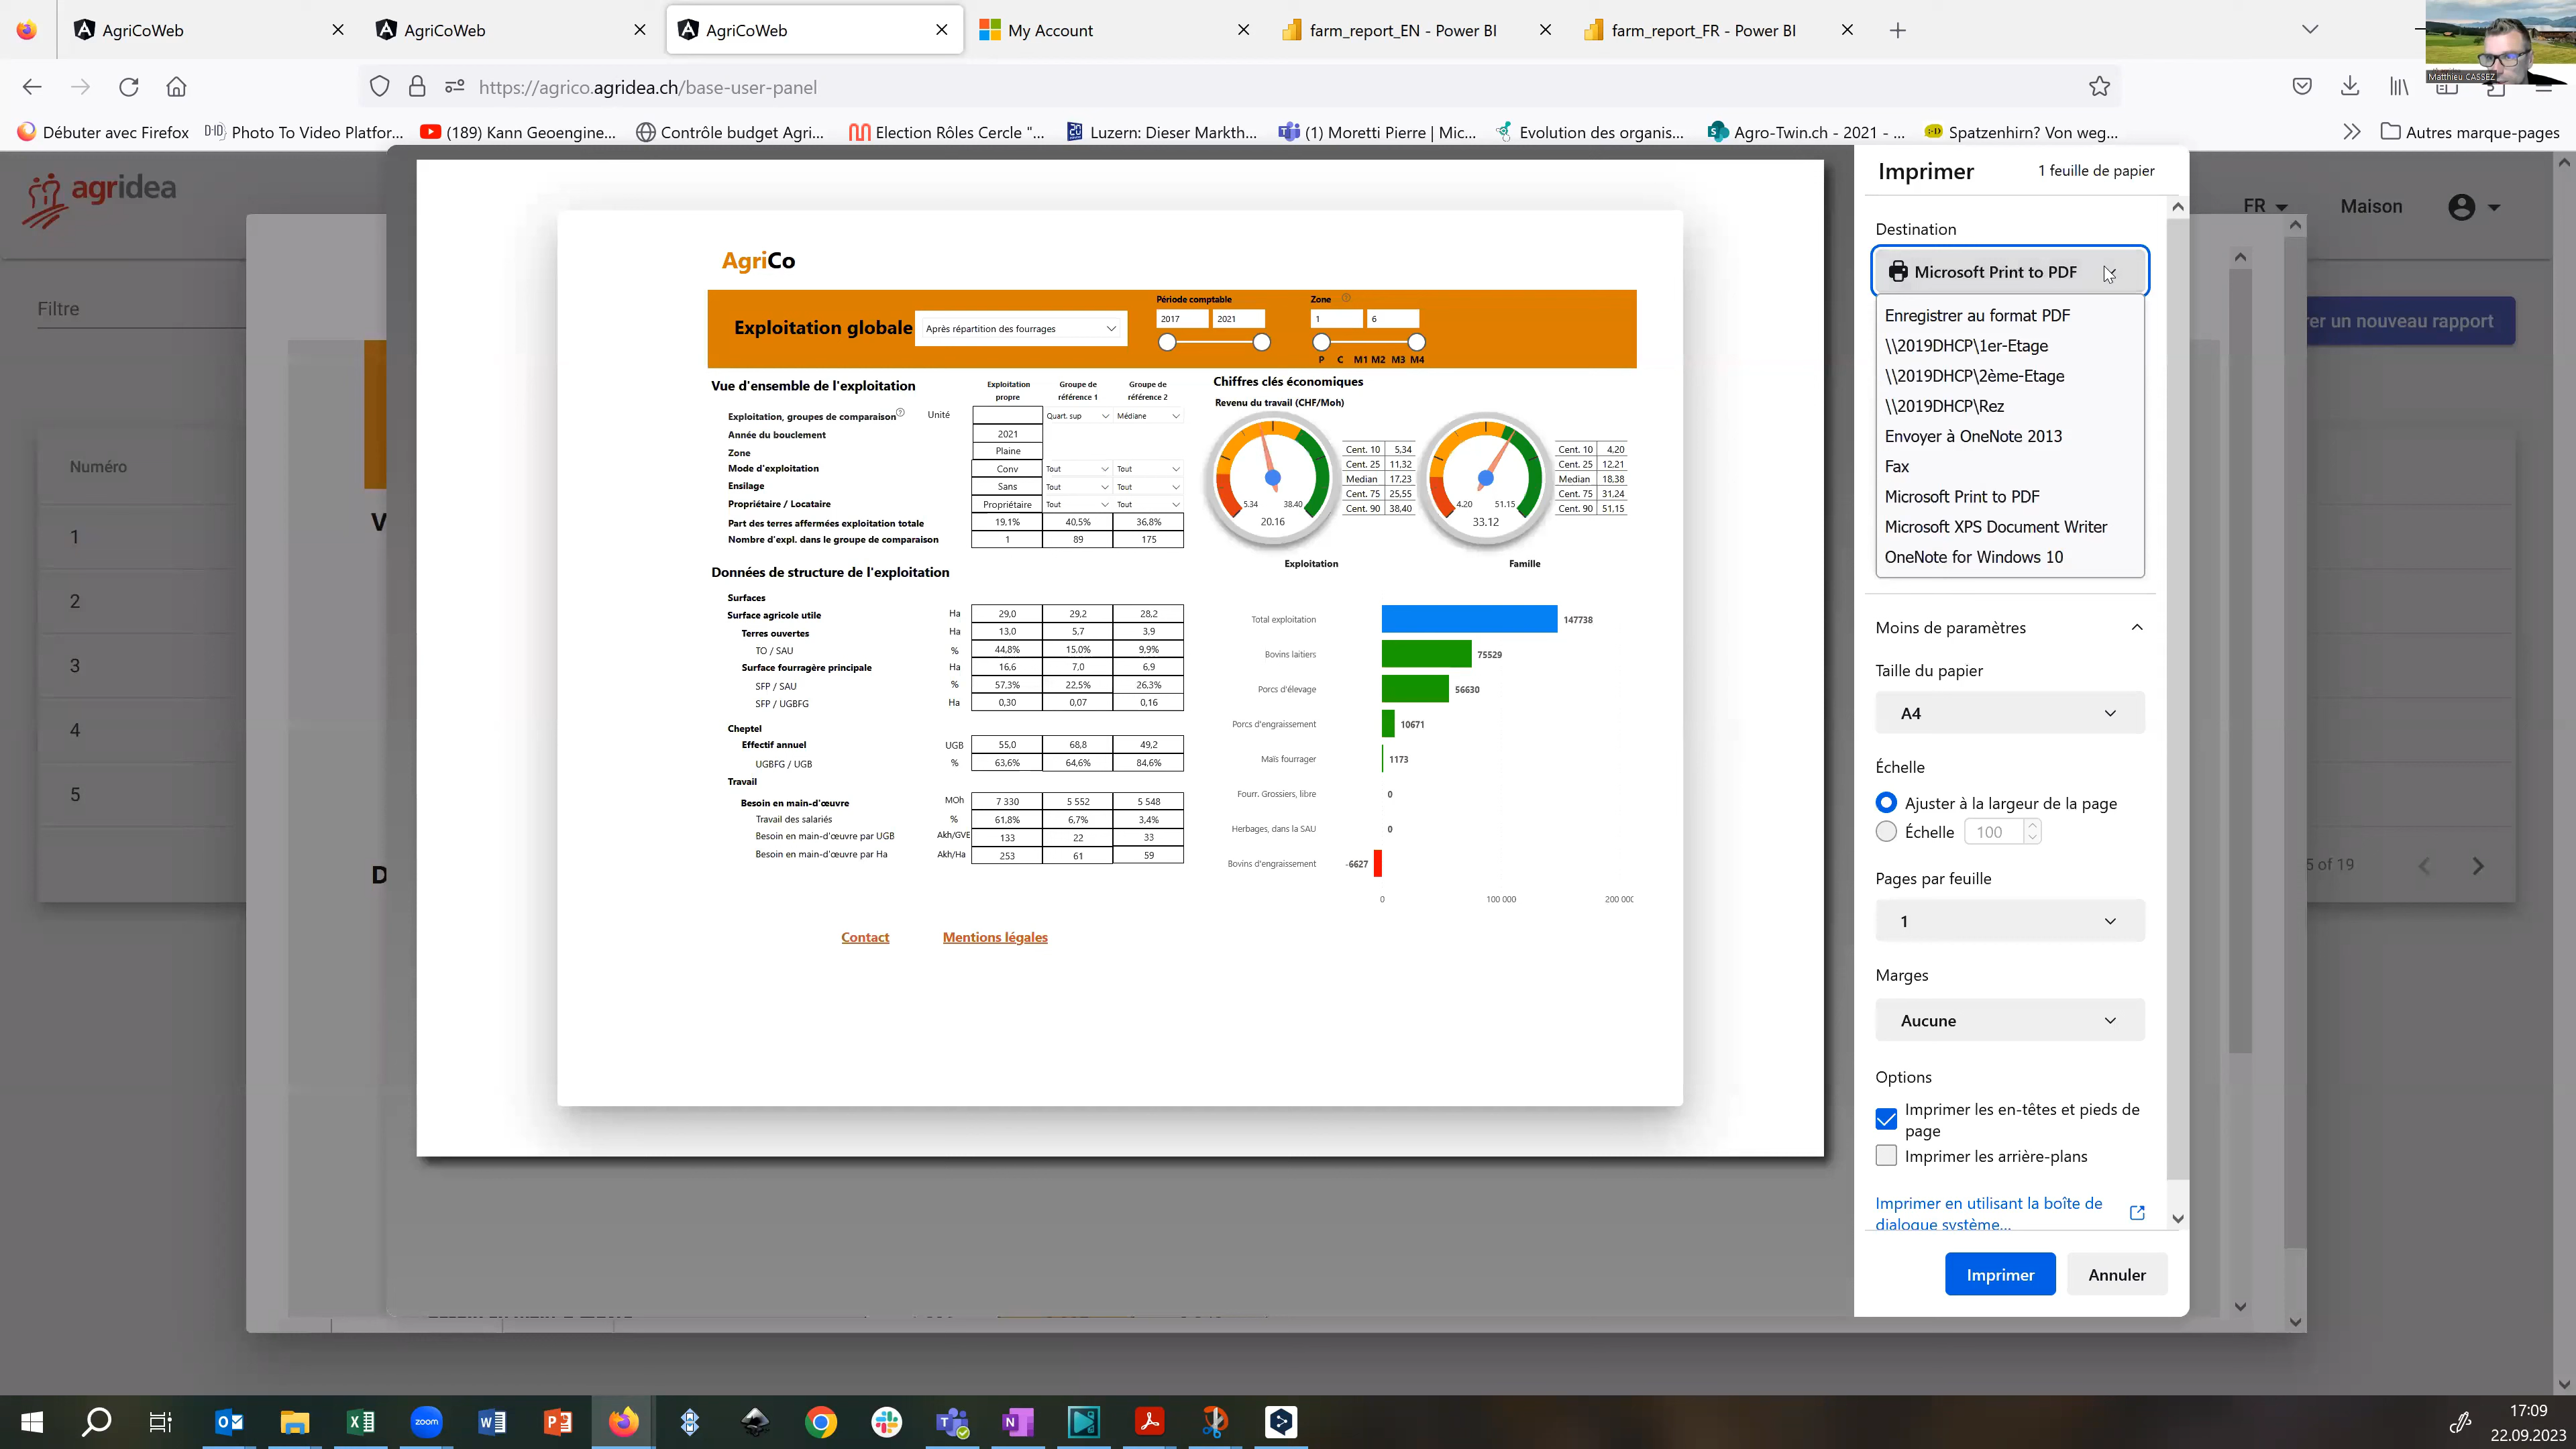 AgriCoWeb
AgriCoWeb
AgriCoWeb
My Account
farm_report_EN - Power BI
farm_report_FR - Power BI
Matthieu CASSEZ
https://agrico.agridea.ch/base-user-panel
Débuter avec Firefox
Photo To Video Platfor...
(189) Kann Geoengine...
Contrôle budget Agri...
Election Rôles Cercle "...
Luzern: Dieser Markth...
(1) Moretti Pierre | Mic...
Evolution des organis...
Agro-Twin.ch - 2021 - ...
Spatzenhirn? Von weg...
Autres marque-pages
agridea
FR
Maison
Filtre
er un nouveau rapport
Numéro
1
2
3
4
5
5 of 19
V
D
AgriCo
Exploitation globale
Après répartition des fourrages
Période comptable
2017 2021
Zone
1 6
P C M1 M2 M3 M4
Vue d'ensemble de l'exploitation
Exploitation propre
Groupe de référence 1
Groupe de référence 2
Exploitation, groupes de comparaison Unité Quart. sup Médiane
Année du bouclement 2021
Zone Plaine
Mode d'exploitation Conv Tout Tout
Ensilage Sans Tout Tout
Propriétaire / Locataire Propriétaire Tout Tout
Part des terres affermées exploitation totale 19,1% 40,5% 36,8%
Nombre d'expl. dans le groupe de comparaison 1 89 175
Données de structure de l'exploitation
Surfaces
Surface agricole utile Ha 29,0 29,2 28,2
Terres ouvertes Ha 13,0 5,7 3,9
TO / SAU % 44,8% 15,0% 9,9%
Surface fourragère principale Ha 16,6 7,0 6,9
SFP / SAU % 57,3% 22,5% 26,3%
SFP / UGBFG Ha 0,30 0,07 0,16
Cheptel
Effectif annuel UGB 55,0 68,8 49,2
UGBFG / UGB % 63,6% 64,6% 84,6%
Travail
Besoin en main-d'œuvre MOh 7 330 5 552 5 548
Travail des salariés % 61,8% 6,7% 3,4%
Besoin en main-d'œuvre par UGB Akh/GVE 133 22 33
Besoin en main-d'œuvre par Ha Akh/Ha 253 61 59
Contact
Mentions légales
Chiffres clés économiques
Revenu du travail (CHF/Moh)
5.34 38.40
20.16
Exploitation
Cent. 10 5,34
Cent. 25 11,32
Median 17,23
Cent. 75 25,55
Cent. 90 38,40
4.20 51.15
33.12
Famille
Cent. 10 4,20
Cent. 25 12,21
Median 18,38
Cent. 75 31,24
Cent. 90 51,15
Total exploitation 147738
Bovins laitiers 75529
Porcs d'élevage 56630
Porcs d'engraissement 10671
Maïs fourrager 1173
Fourr. Grossiers, libre 0
Herbages, dans la SAU 0
Bovins d'engraissement -6627
0 100 000 200 000
Imprimer
1 feuille de papier
Destination
Microsoft Print to PDF
Enregistrer au format PDF
\\2019DHCP\1er-Etage
\\2019DHCP\2ème-Etage
\\2019DHCP\Rez
Envoyer à OneNote 2013
Fax
Microsoft Print to PDF
Microsoft XPS Document Writer
OneNote for Windows 10
Moins de paramètres
Taille du papier
A4
Échelle
Ajuster à la largeur de la page
Échelle 100
Pages par feuille
1
Marges
Aucune
Options
Imprimer les en-têtes et pieds de
page
Imprimer les arrière-plans
Imprimer en utilisant la boîte de
dialogue système...
Imprimer
Annuler
zoom
17:09
22.09.2023